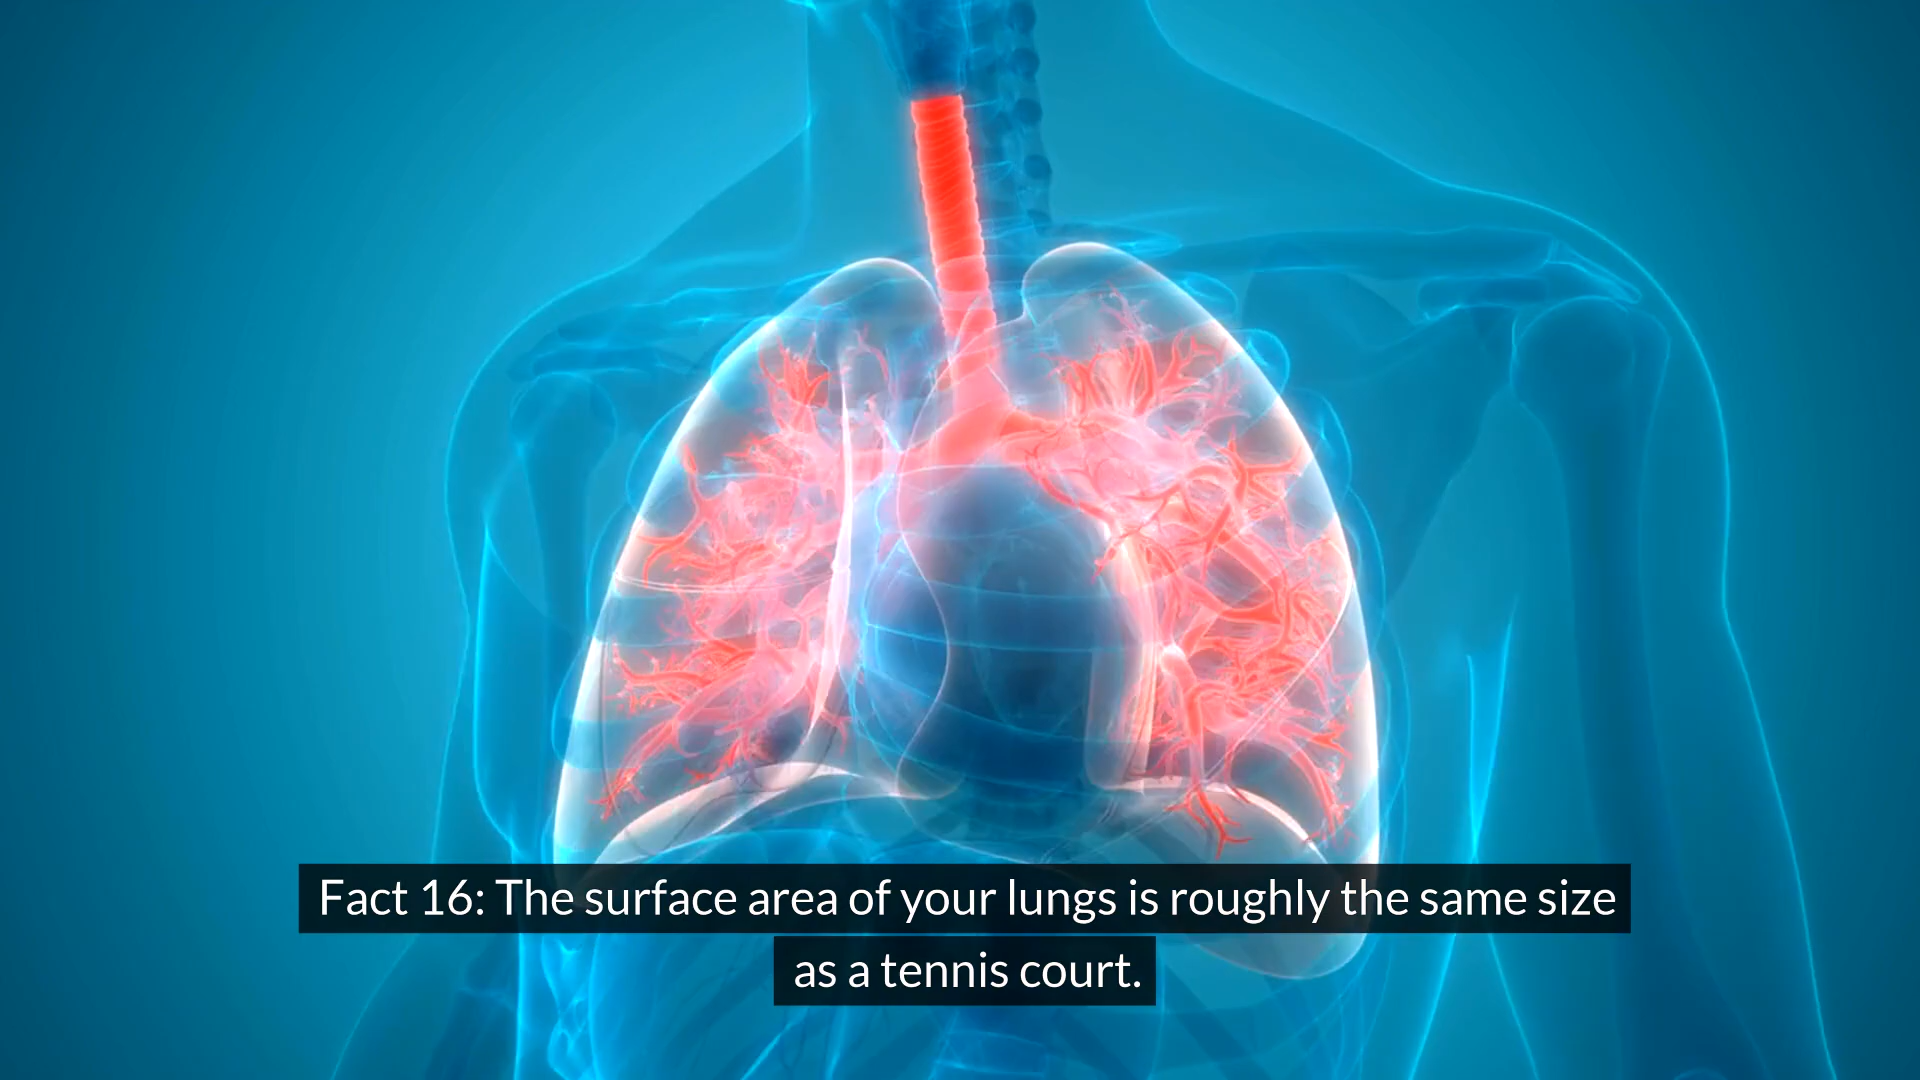 Fact 16: The surface area of your lungs is roughly the same size
as a tennis court.